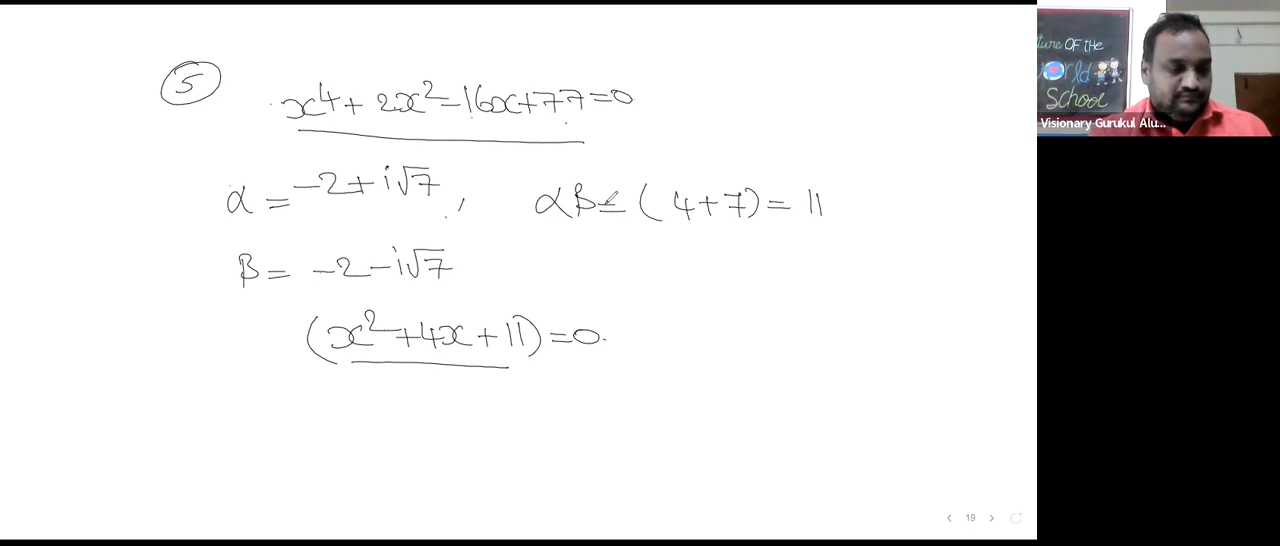 ⑤
x⁴ + 2x² - 16x + 77 = 0
α = -2 + i√7 , αβ = (4+7) = 11
β = -2 - i√7
(x² + 4x + 11) = 0.
ture OF the
World
School
Visionary Gurukul Alu...
< 19 >